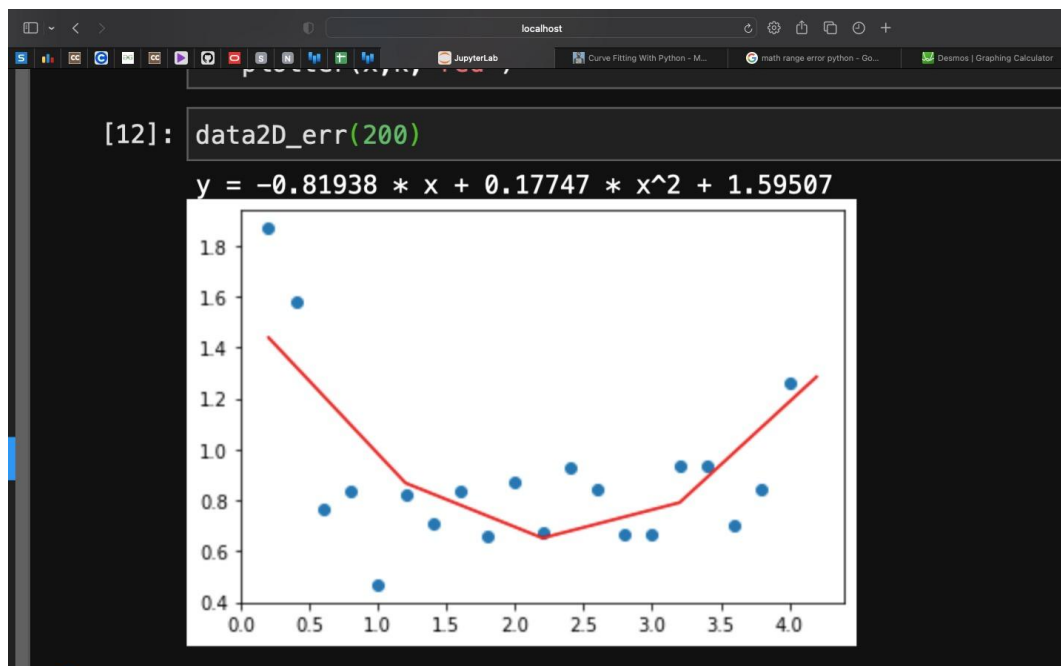 localhost
S CC C CC S N JupyterLab Curve Fitting With Python - M... math range error python - Go... Desmos | Graphing Calculator
[12]: data2D_err(200)
y = -0.81938 * x + 0.17747 * x^2 + 1.59507
1.8
1.6
1.4
1.2
1.0
0.8
0.6
0.4
0.0 0.5 1.0 1.5 2.0 2.5 3.0 3.5 4.0